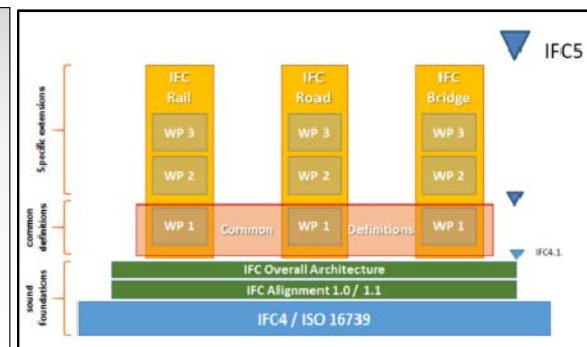 IFC5
IFC Rail
IFC Road
IFC Bridge
Specific extensions
WP 3
WP 3
WP 3
WP 2
WP 2
WP 2
common definitions
WP 1
Common
WP 1
Definitions
WP 1
IFC4.1
sound foundations
IFC Overall Architecture
IFC Alignment 1.0 / 1.1
IFC4 / ISO 16739